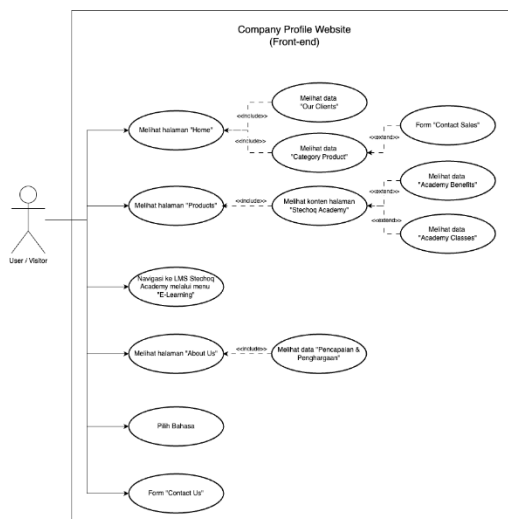 Company Profile Website
(Front-end)
Melihat data
"Our Clients"
<<include>>
Melihat halaman "Home"
<<include>>
Melihat data
"Category Product"
<<extend>>
Form "Contact Sales"
Melihat data
"Academy Benefits"
<<extend>>
Melihat halaman "Products"
<<include>>
Melihat konten halaman
"Stechoq Academy"
<<extend>>
Melihat data
"Academy Classes"
User / Visitor
Navigasi ke LMS Stechoq
Academy melalui menu
"E-Learning"
Melihat halaman "About Us"
<<include>>
Melihat data "Pencapaian &
Penghargaan"
Pilih Bahasa
Form "Contact Us"